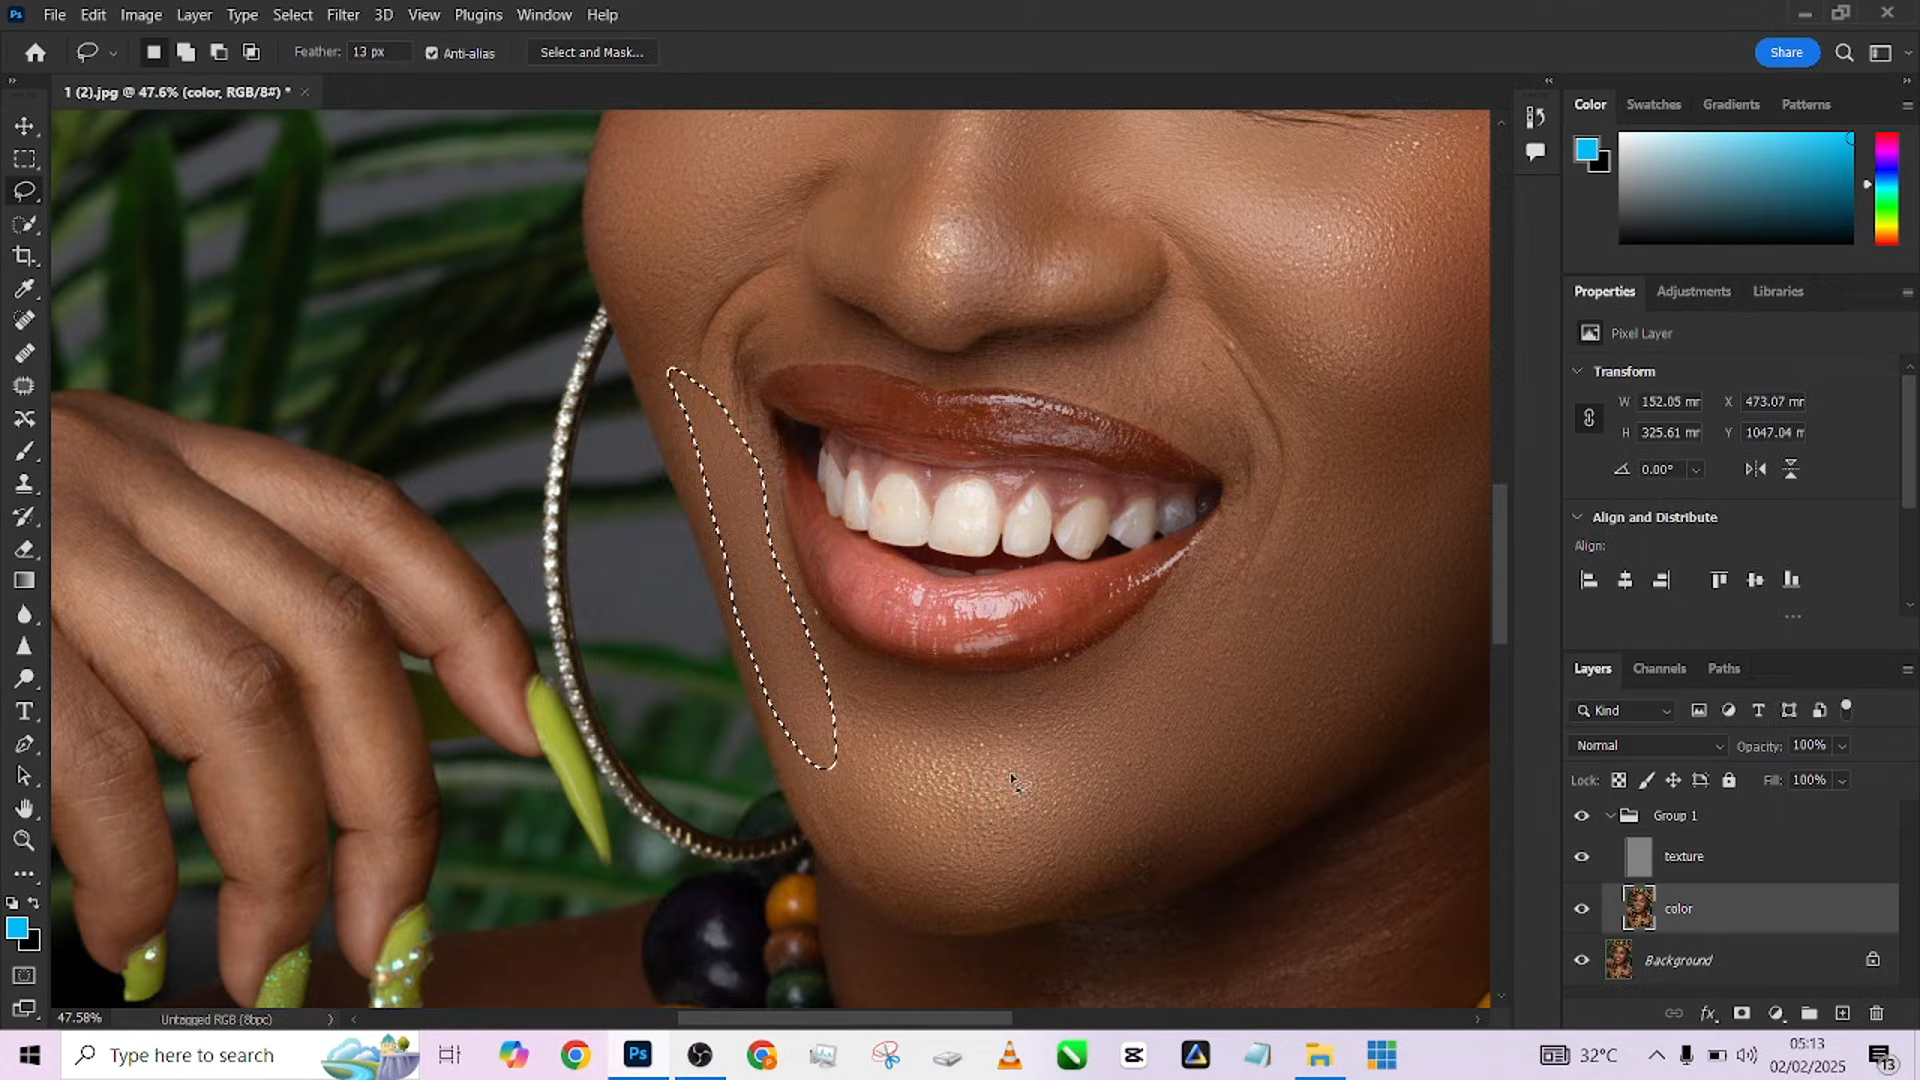 Ps File Edit Image Layer Type Select Filter 3D View Plugins Window Help
Feather: 13 px Anti-alias Select and Mask... Share
1 (2).jpg @ 47.6% (color, RGB/8#) *
Color Swatches Gradients Patterns
Properties Adjustments Libraries
Pixel Layer
Transform
W 152.05 mr X 473.07 mr
H 325.61 mr Y 1047.04 r
0.00°
Align and Distribute
Align:
Layers Channels Paths
Kind
Normal Opacity: 100%
Lock: Fill: 100%
Group 1
texture
color
Background
fx
47.58% Untagged RGB (8bpc)
Type here to search Ps 32°C 05:13
02/02/2025
13